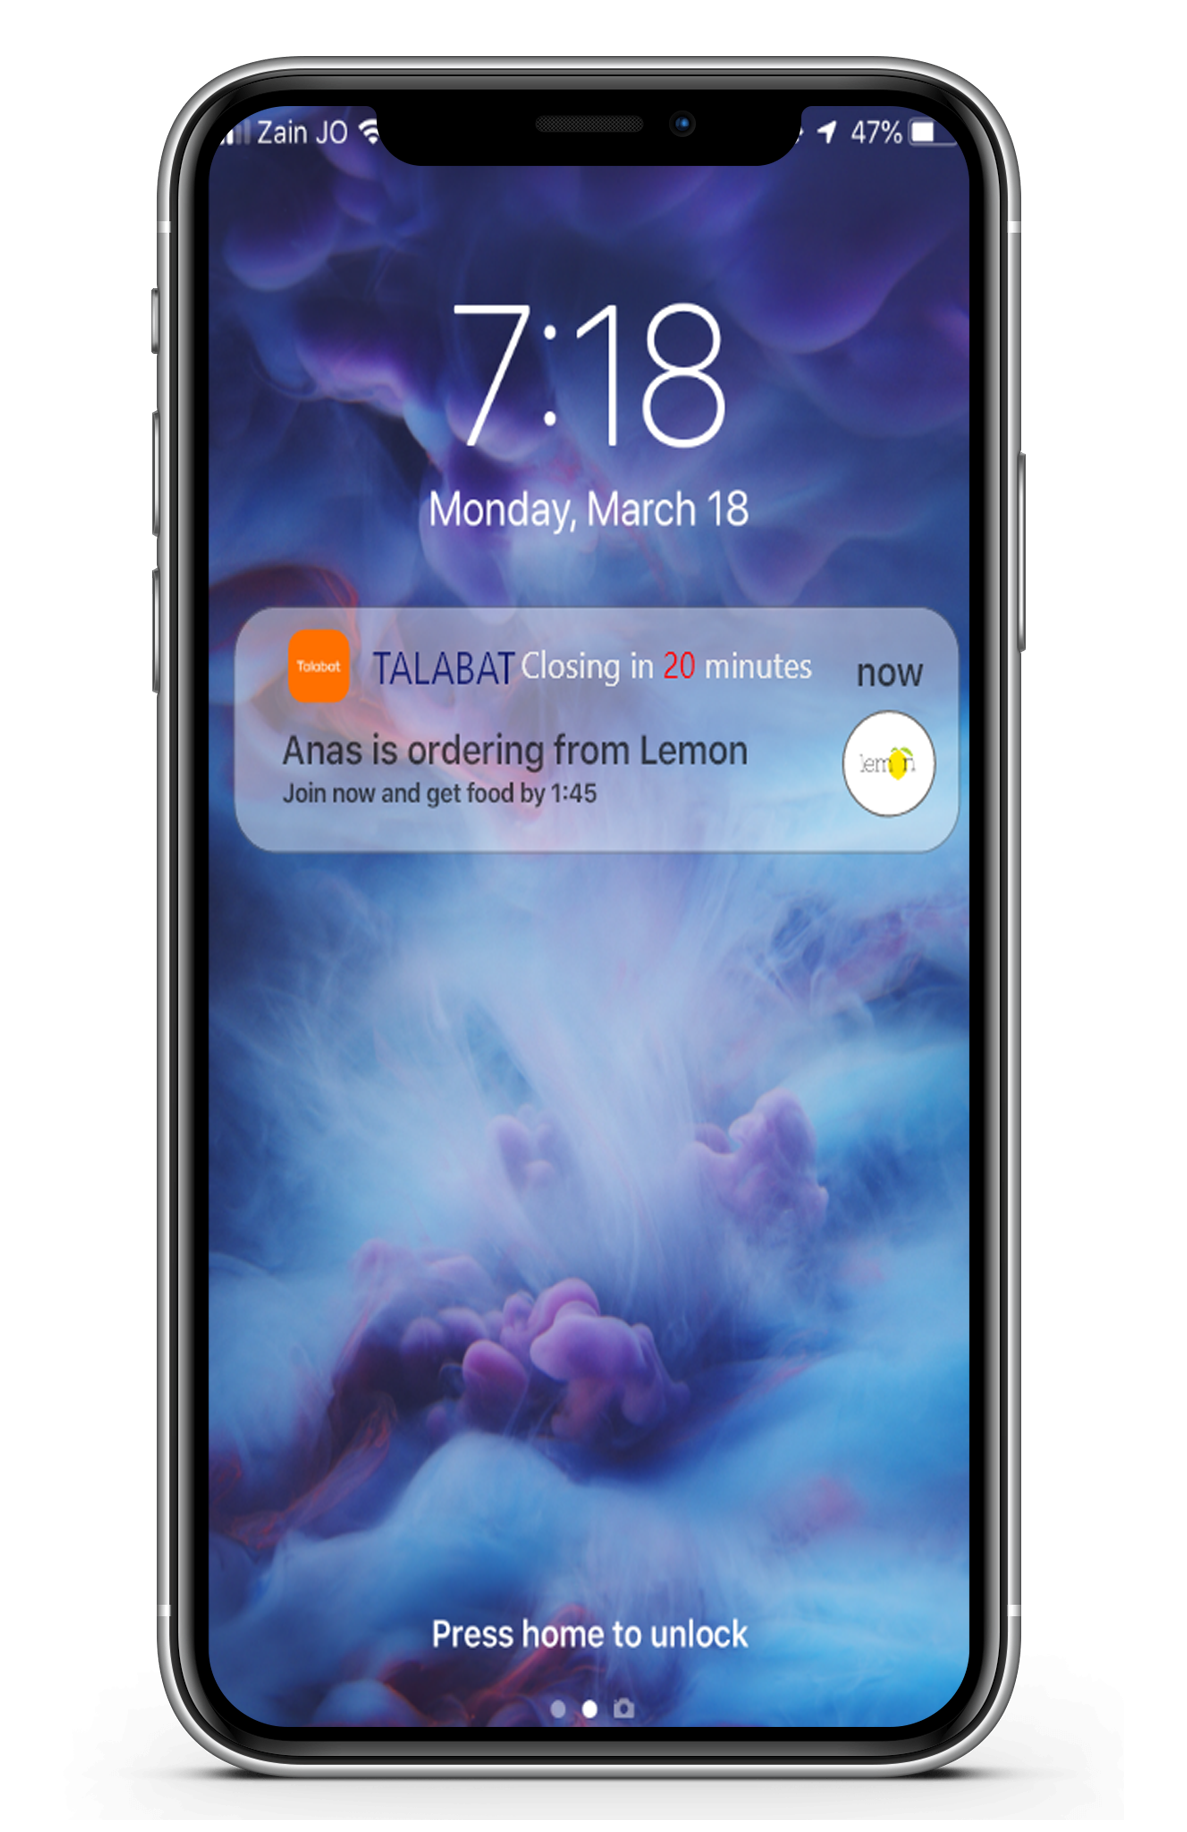 Zain JO 47%
7:18
Monday, March 18
Talabat TALABAT Closing in 20 minutes now
Anas is ordering from Lemon
lemon
Join now and get food by 1:45
Press home to unlock